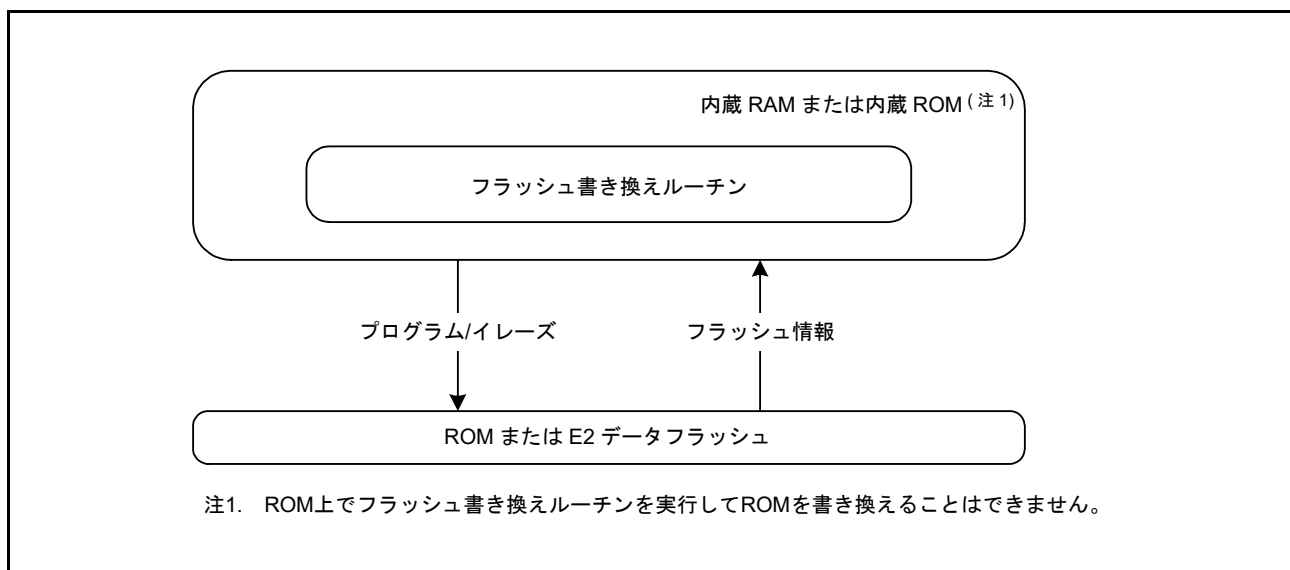 内蔵 RAM または内蔵 ROM (注 1)
フラッシュ書き換えルーチン
プログラム/イレーズ
フラッシュ情報
ROM または E2 データフラッシュ
注1. ROM上でフラッシュ書き換えルーチンを実行してROMを書き換えることはできません。